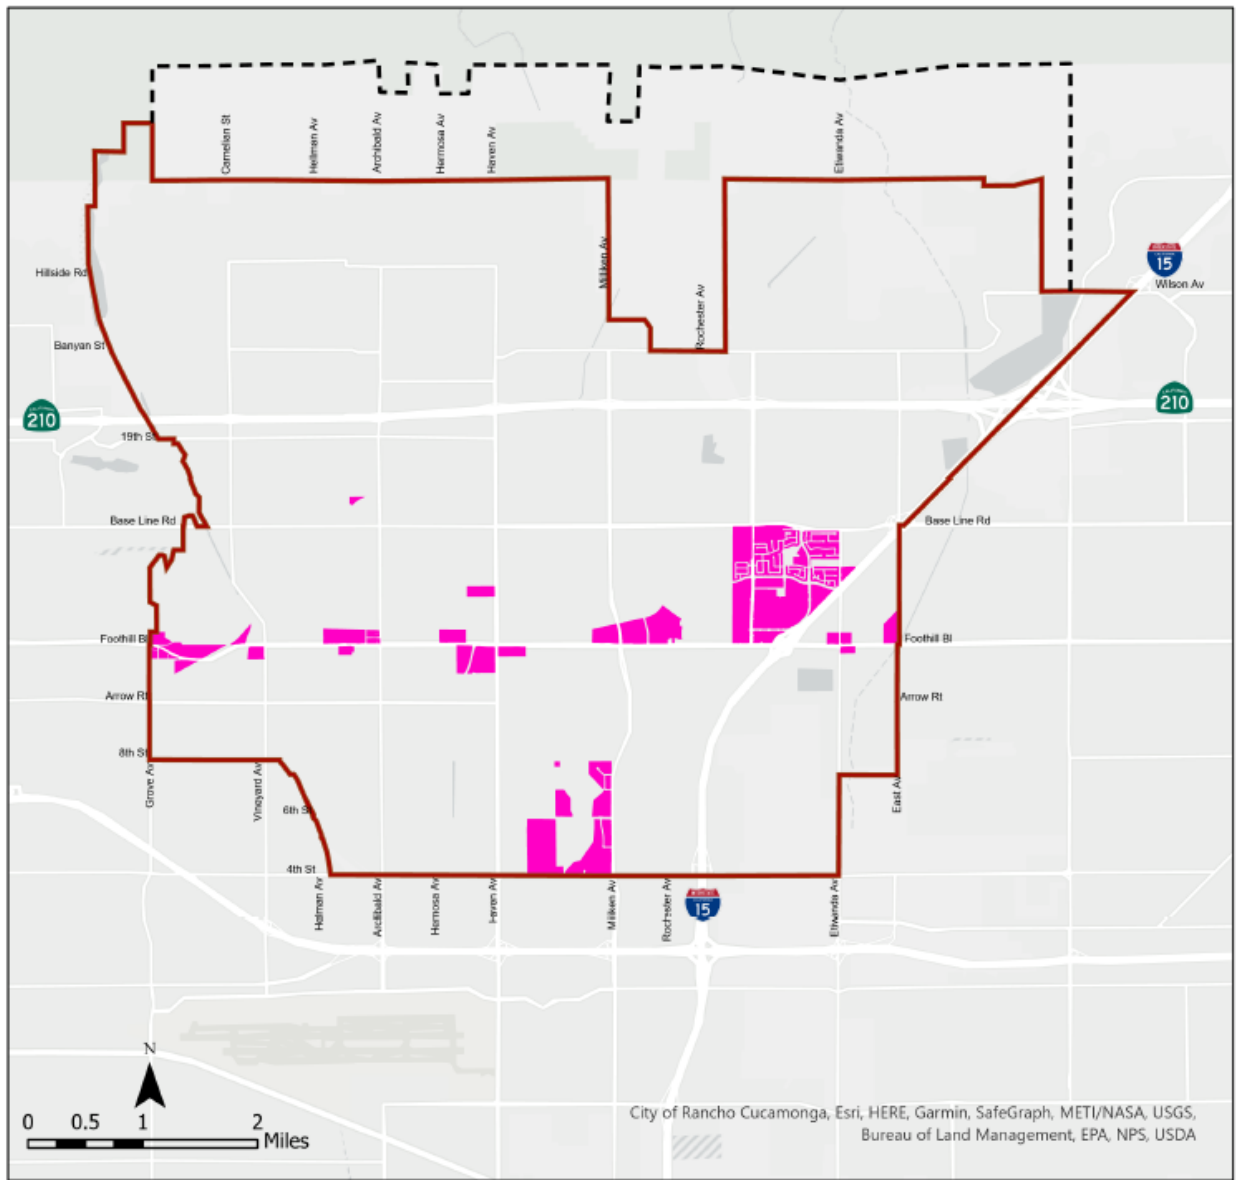 Carnelian St
Hellman Av
Archibald Av
Hermosa Av
Haven Av
Etiwanda Av
Milliken Av
Hillside Rd
15
Wilson Av
Rochester Av
Banyan St
210
210
19th St
Base Line Rd
Base Line Rd
Foothill Bl
Foothill Bl
Arrow Rt
Arrow Rt
8th St
Grove Av
Vineyard Av
East Av
6th St
4th St
Helman Av
Archibald Av
Hermosa Av
Haven Av
Milliken Av
Rochester Av
15
Etiwanda Av
N
0 0.5 1 2
Miles
City of Rancho Cucamonga, Esri, HERE, Garmin, SafeGraph, METI/NASA, USGS,
Bureau of Land Management, EPA, NPS, USDA